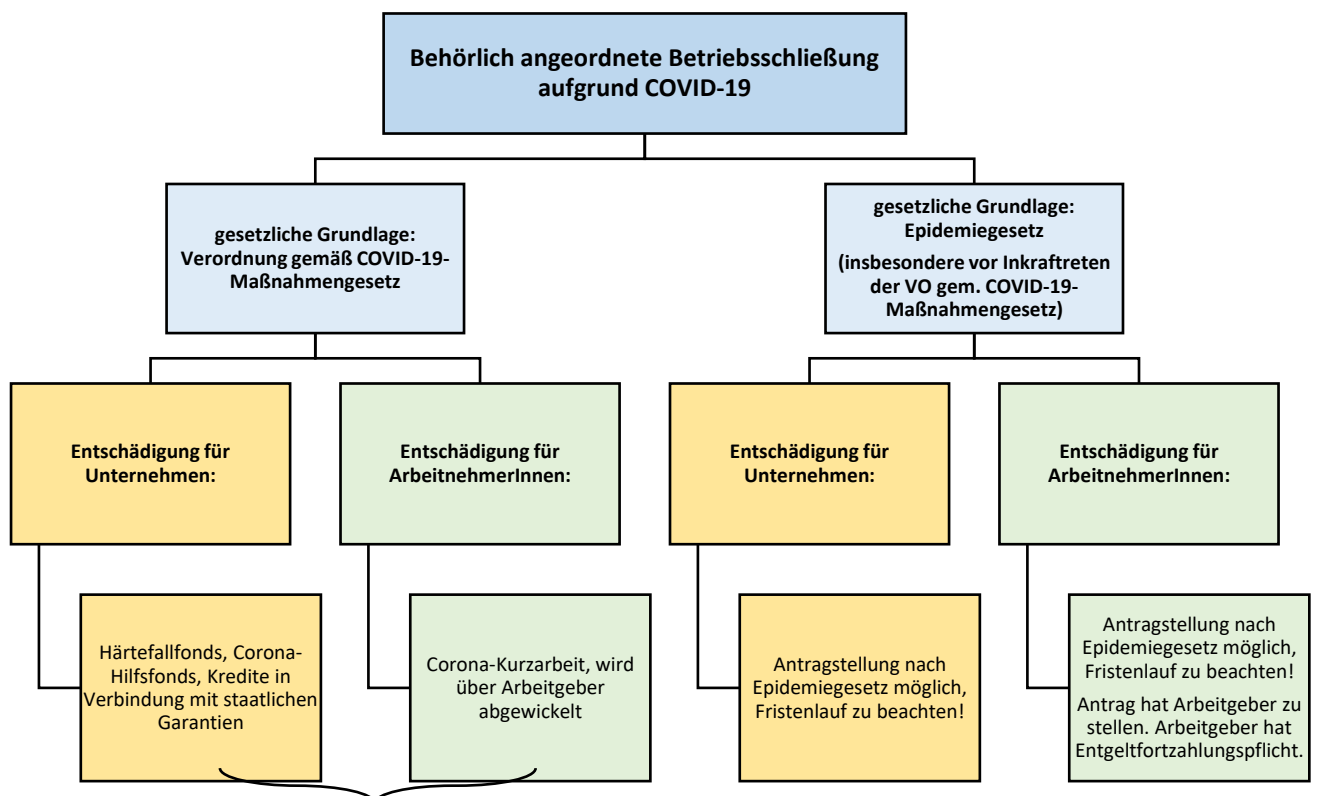 Behörlich angeordnete Betriebsschließung
aufgrund COVID-19
gesetzliche Grundlage:
Verordnung gemäß COVID-19-
Maßnahmengesetz
gesetzliche Grundlage:
Epidemiegesetz
(insbesondere vor Inkraftreten
der VO gem. COVID-19-
Maßnahmengesetz)
Entschädigung für
Unternehmen:
Entschädigung für
ArbeitnehmerInnen:
Entschädigung für
Unternehmen:
Entschädigung für
ArbeitnehmerInnen:
Härtefallfonds, Corona-
Hilfsfonds, Kredite in
Verbindung mit staatlichen
Garantien
Corona-Kurzarbeit, wird
über Arbeitgeber
abgewickelt
Antragstellung nach
Epidemiegesetz möglich,
Fristenlauf zu beachten!
Antragstellung nach
Epidemiegesetz möglich,
Fristenlauf zu beachten!
Antrag hat Arbeitgeber zu
stellen. Arbeitgeber hat
Entgeltfortzahlungspflicht.